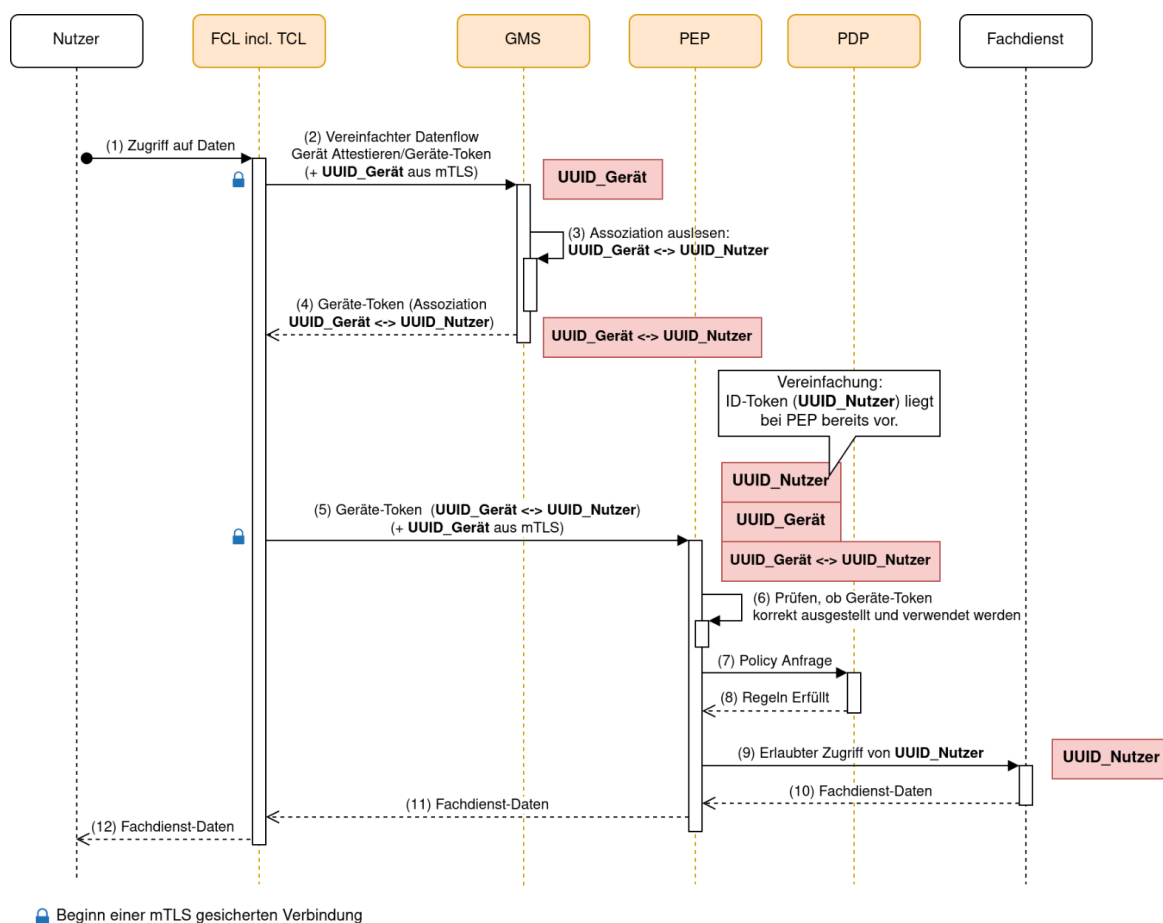 Nutzer
FCL incl. TCL
GMS
PEP
PDP
Fachdienst
(1) Zugriff auf Daten
(2) Vereinfachter Datenflow
Gerät Attestieren/Geräte-Token
(+ UUID_Gerät aus mTLS)
UUID_Gerät
(3) Assoziation auslesen:
UUID_Gerät <-> UUID_Nutzer
(4) Geräte-Token (Assoziation
UUID_Gerät <-> UUID_Nutzer)
UUID_Gerät <-> UUID_Nutzer
Vereinfachung:
ID-Token (UUID_Nutzer) liegt
bei PEP bereits vor.
UUID_Nutzer
(5) Geräte-Token (UUID_Gerät <-> UUID_Nutzer)
(+ UUID_Gerät aus mTLS)
UUID_Gerät
UUID_Gerät <-> UUID_Nutzer
(6) Prüfen, ob Geräte-Token
korrekt ausgestellt und verwendet werden
(7) Policy Anfrage
(8) Regeln Erfüllt
(9) Erlaubter Zugriff von UUID_Nutzer
UUID_Nutzer
(10) Fachdienst-Daten
(11) Fachdienst-Daten
(12) Fachdienst-Daten
Beginn einer mTLS gesicherten Verbindung